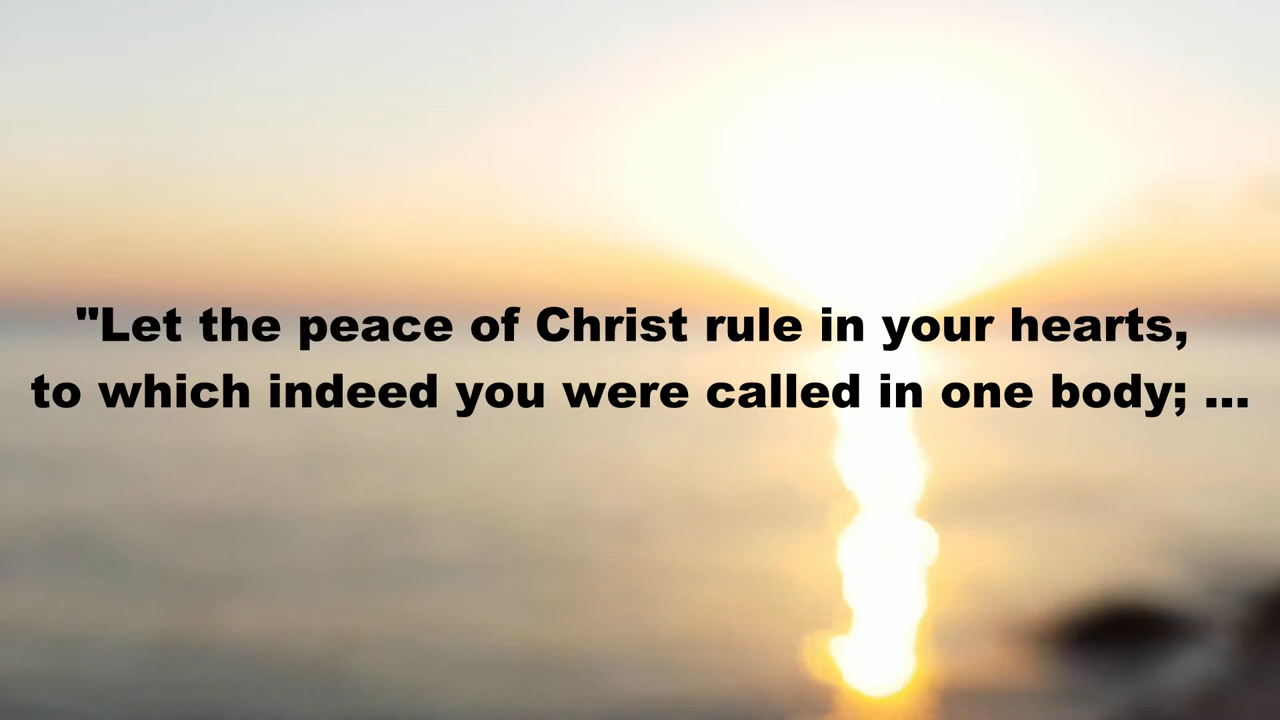 "Let the peace of Christ rule in your hearts,
to which indeed you were called in one body; ...